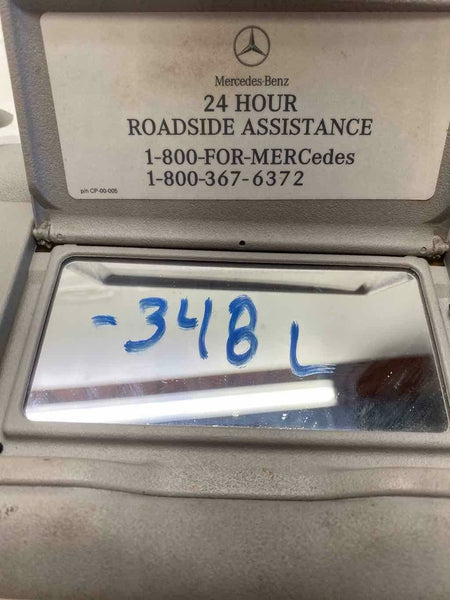 Mercedes-Benz
24 HOUR
ROADSIDE ASSISTANCE
1-800-FOR-MERCedes
1-800-367-6372
p/n CP-00-005
-348 L